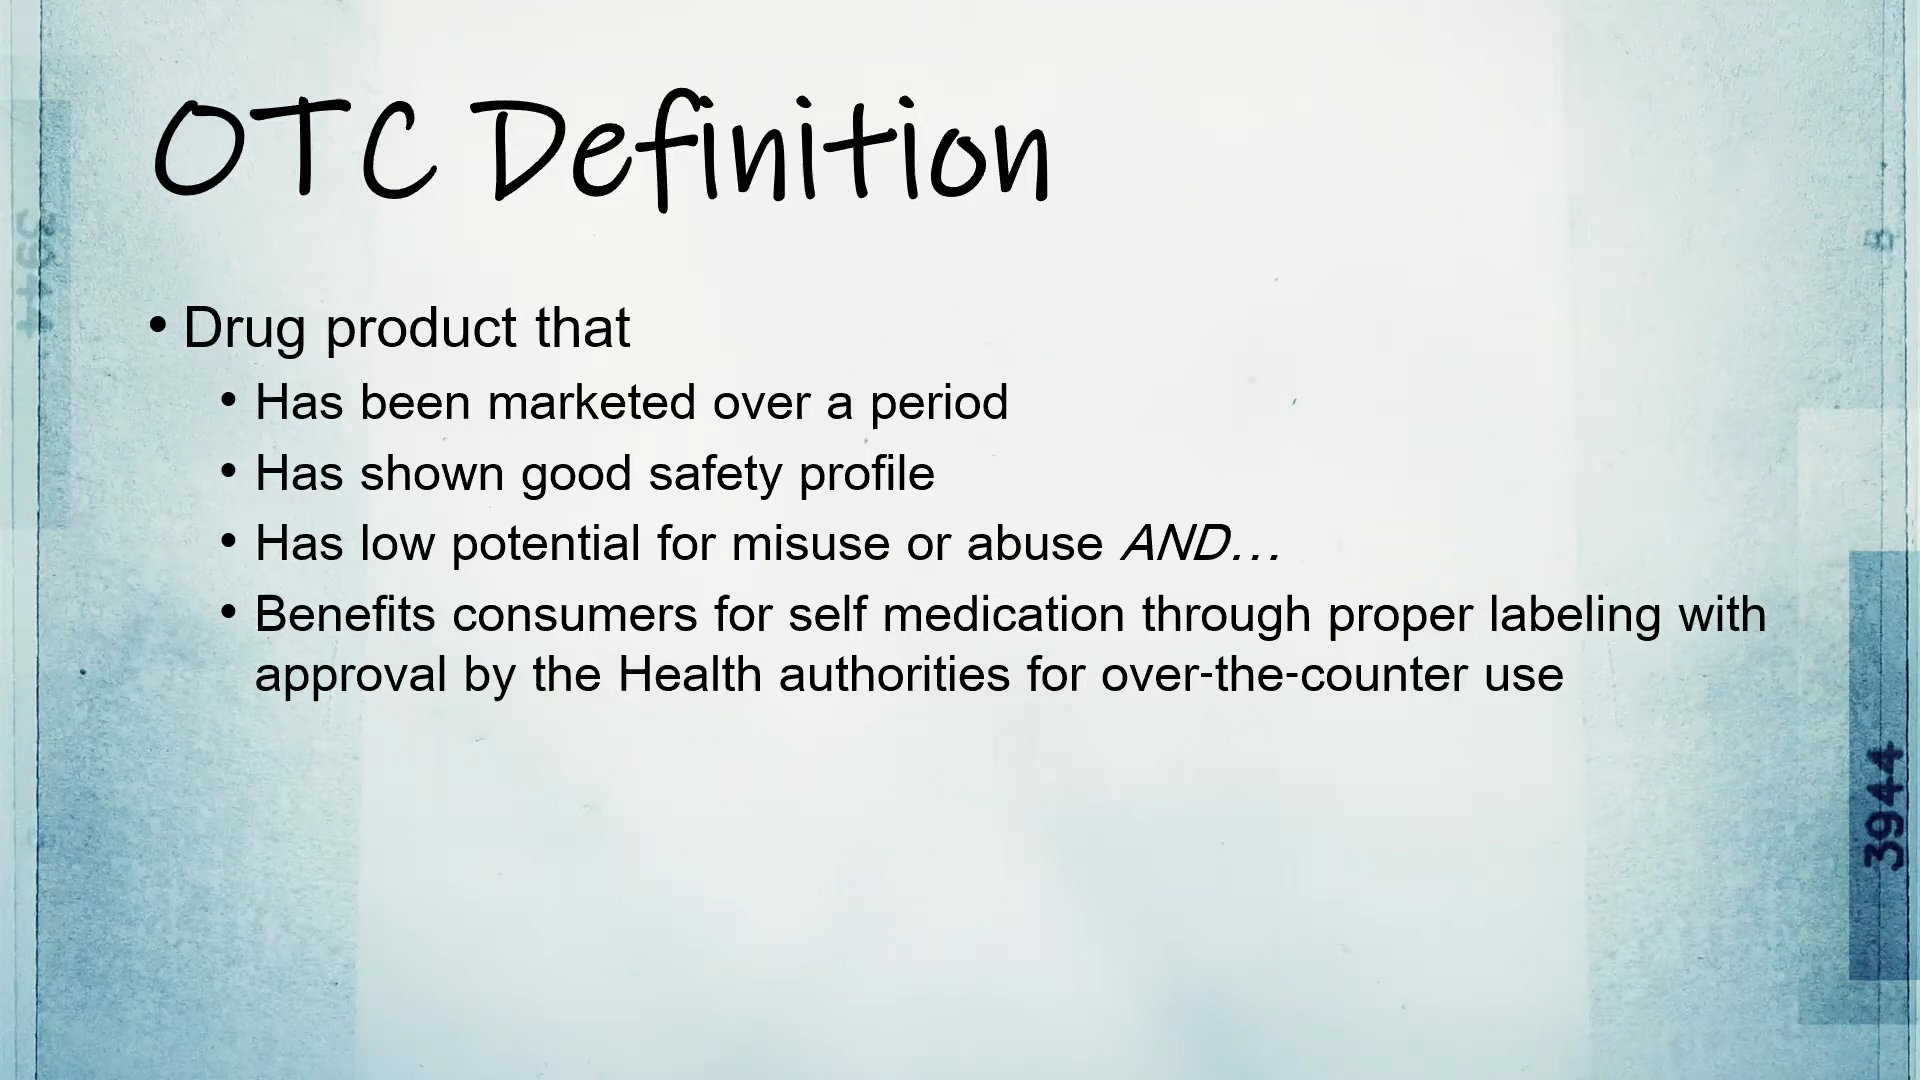 OTC Definition
• Drug product that
• Has been marketed over a period
• Has shown good safety profile
• Has low potential for misuse or abuse AND…
• Benefits consumers for self medication through proper labeling with
approval by the Health authorities for over-the-counter use
3944
3944